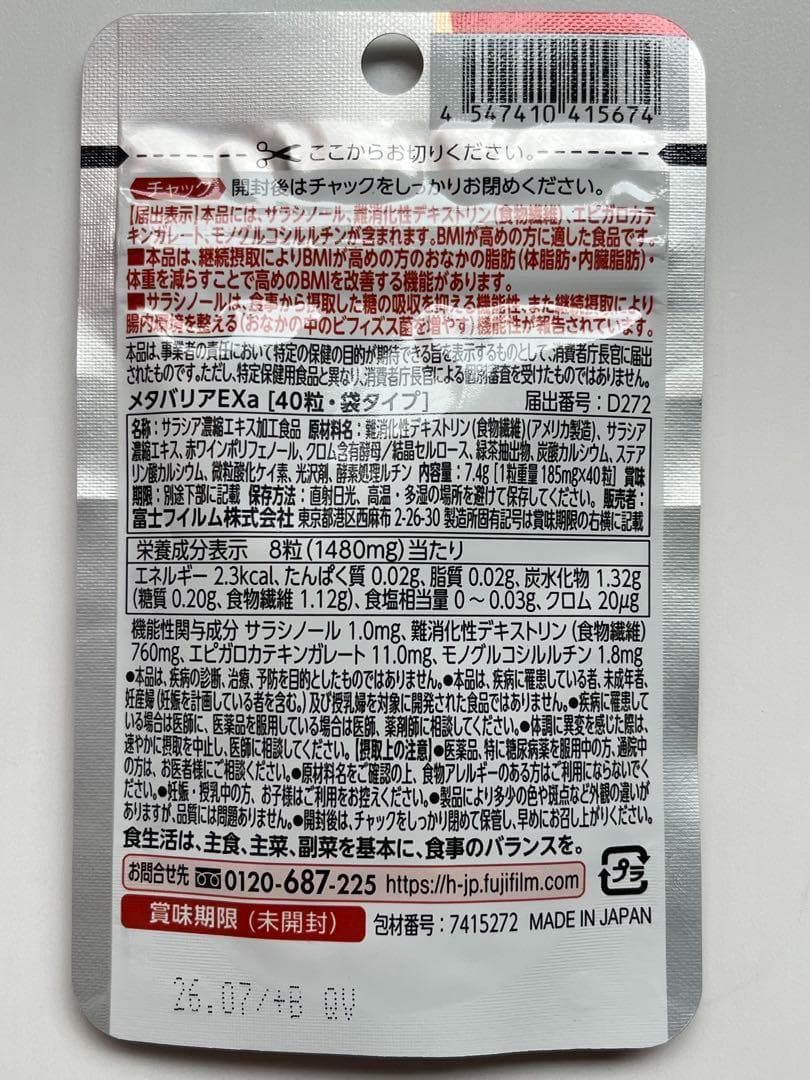 4 547410 415674
ここからお切りください。
チャック 開封後はチャックをしっかりお閉めください。
【届出表示】本品には、サラシノール、難消化性デキストリン(食物繊維)、エピガロカテ
キンガレート、モノグルコシルルチンが含まれます。BMIが高めの方に適した食品です。
■本品は、継続摂取によりBMIが高めの方のおなかの脂肪(体脂肪・内臓脂肪)・
体重を減らすことで高めのBMIを改善する機能があります。
■サラシノールは、食事から摂取した糖の吸収を抑える機能性、また継続摂取により
腸内環境を整える(おなかの中のビフィズス菌を増やす)機能性が報告されています。
本品は、事業者の責任において特定の保健の目的が期待できる旨を表示するものとして、消費者庁長官に届出
されたものです。ただし、特定保健用食品と異なり、消費者庁長官による個別審査を受けたものではありません。
メタバリアEXa [40粒・袋タイプ] 届出番号:D272
名称:サラシア濃縮エキス加工食品 原材料名:難消化性デキストリン(食物繊維)(アメリカ製造)、サラシア
濃縮エキス、赤ワインポリフェノール、クロム含有酵母/結晶セルロース、緑茶抽出物、炭酸カルシウム、ステア
リン酸カルシウム、微粒酸化ケイ素、光沢剤、酵素処理ルチン 内容量:7.4g [1粒重量 185mg×40粒] 賞味
期限:別途下部に記載 保存方法:直射日光、高温・多湿の場所を避けて保存してください。 販売者:
富士フイルム株式会社 東京都港区西麻布 2-26-30 製造所固有記号は賞味期限の右横に記載
栄養成分表示 8粒(1480mg)当たり
エネルギー 2.3kcal、たんぱく質 0.02g、脂質 0.02g、炭水化物 1.32g
(糖質 0.20g、食物繊維 1.12g)、食塩相当量 0〜0.03g、クロム 20μg
機能性関与成分 サラシノール 1.0mg、難消化性デキストリン(食物繊維)
760mg、エピガロカテキンガレート 11.0mg、モノグルコシルルチン 1.8mg
●本品は、疾病の診断、治療、予防を目的としたものではありません。●本品は、疾病に罹患している者、未成年者、
妊産婦(妊娠を計画している者を含む。)及び授乳婦を対象に開発された食品ではありません。●疾病に罹患して
いる場合は医師に、医薬品を服用している場合は医師、薬剤師に相談してください。●体調に異変を感じた際は、
速やかに摂取を中止し、医師に相談してください。【摂取上の注意】●医薬品、特に糖尿病薬を服用中の方、通院中
の方は、お医者様にご相談ください。●原材料名をご確認の上、食物アレルギーのある方はご利用にならないでく
ださい。●妊娠・授乳中の方、お子様はご利用をお控えください。●製品により多少の色や斑点など外観の違いが
ありますが、品質には問題ありません。●開封後は、チャックをしっかり閉めて保管し、早めにお召し上がりください。
食生活は、主食、主菜、副菜を基本に、食事のバランスを。
お問合せ先 0120-687-225 https://h-jp.fujifilm.com
プラ
賞味期限(未開封) 包材番号:7415272 MADE IN JAPAN
26.07/+B QV